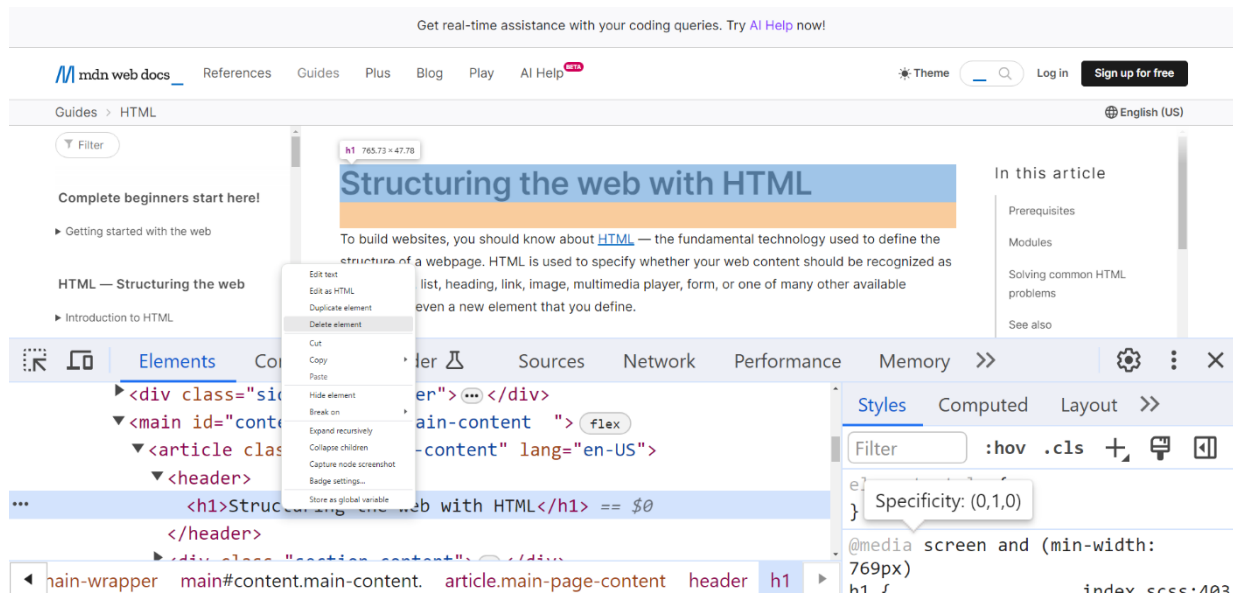 Get real-time assistance with your coding queries. Try AI Help now!
mdn web docs_ References Guides Plus Blog Play AI Help BETA Theme Log in Sign up for free
Guides > HTML English (US)
Filter
Complete beginners start here!
Getting started with the web
HTML — Structuring the web
Introduction to HTML
h1 765.73 × 47.78
Structuring the web with HTML
To build websites, you should know about HTML — the fundamental technology used to define the
structure of a webpage. HTML is used to specify whether your web content should be recognized as
list, heading, link, image, multimedia player, form, or one of many other available
even a new element that you define.
In this article
Prerequisites
Modules
Solving common HTML
problems
See also
Edit text
Edit as HTML
Duplicate element
Delete element
Cut
Copy
Paste
Hide element
Break on
Expand recursively
Collapse children
Capture node screenshot
Badge settings...
Store as global variable
Elements Sources Network Performance Memory
<div class="sid er"> ... </div>
<main id="conte ain-content "> flex
<article clas -content" lang="en-US">
<header>
... <h1>Structuring the web with HTML</h1> == $0
</header>
<div class="section-content"> </div>
main#content.main-content. article.main-page-content header h1
Styles Computed Layout
Filter :hov .cls
Specificity: (0,1,0)
}
@media screen and (min-width:
769px)
h1 { index.scss:403